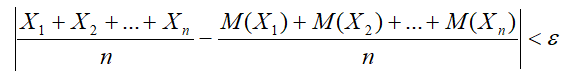 |X₁ + X₂ + ... + Xₙ / n − M(X₁) + M(X₂) + ... + M(Xₙ) / n| < ε